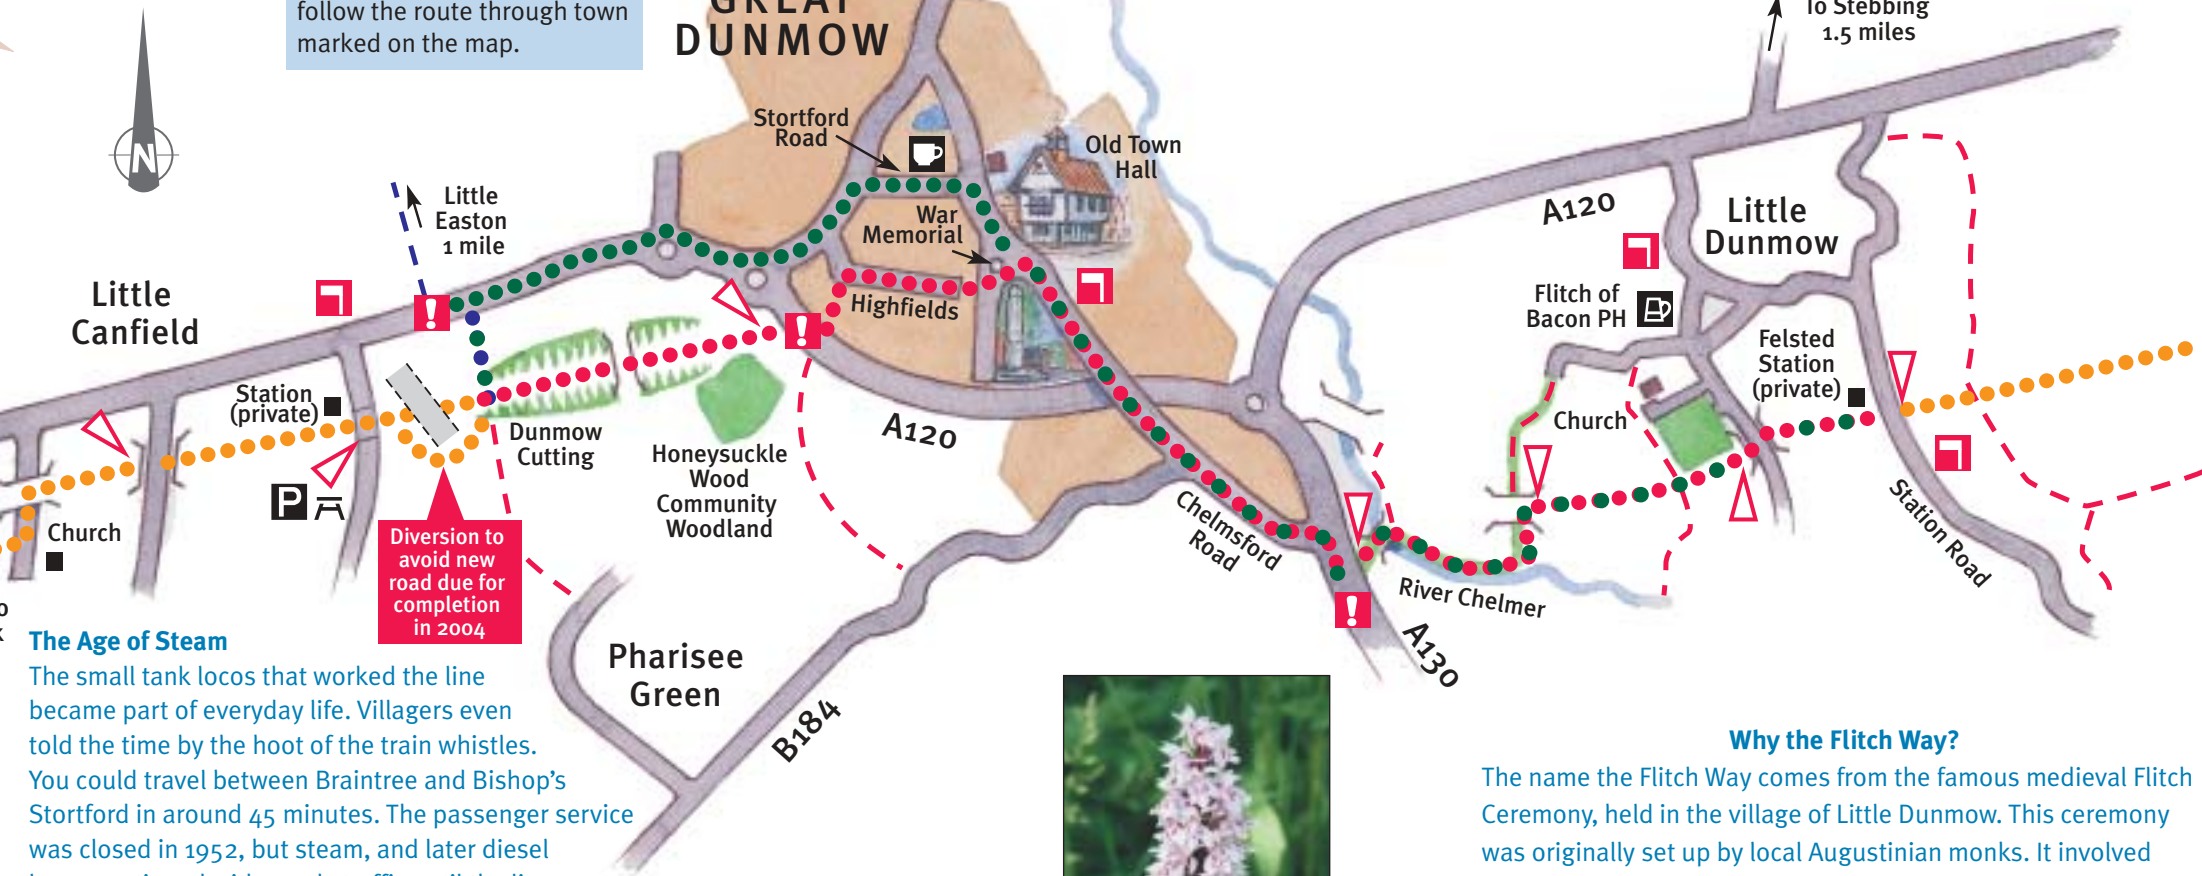 follow the route through town
marked on the map.
GREAT
DUNMOW
To Stebbing
1.5 miles
N
Stortford
Road
Old Town
Hall
Little
Easton
1 mile
War
Memorial
A120
Little
Dunmow
Little
Canfield
Highfields
Flitch of
Bacon PH
Felsted
Station
(private)
Station
(private)
Dunmow
Cutting
A120
Church
Honeysuckle
Wood
Community
Woodland
P
Church
Chelmsford
Road
Station Road
Diversion to
avoid new
road due for
completion
in 2004
River Chelmer
A130
Pharisee
Green
B184
The Age of Steam
The small tank locos that worked the line
became part of everyday life. Villagers even
told the time by the hoot of the train whistles.
You could travel between Braintree and Bishop’s
Stortford in around 45 minutes. The passenger service
was closed in 1952, but steam, and later diesel
Why the Flitch Way?
The name the Flitch Way comes from the famous medieval Flitch
Ceremony, held in the village of Little Dunmow. This ceremony
was originally set up by local Augustinian monks. It involved